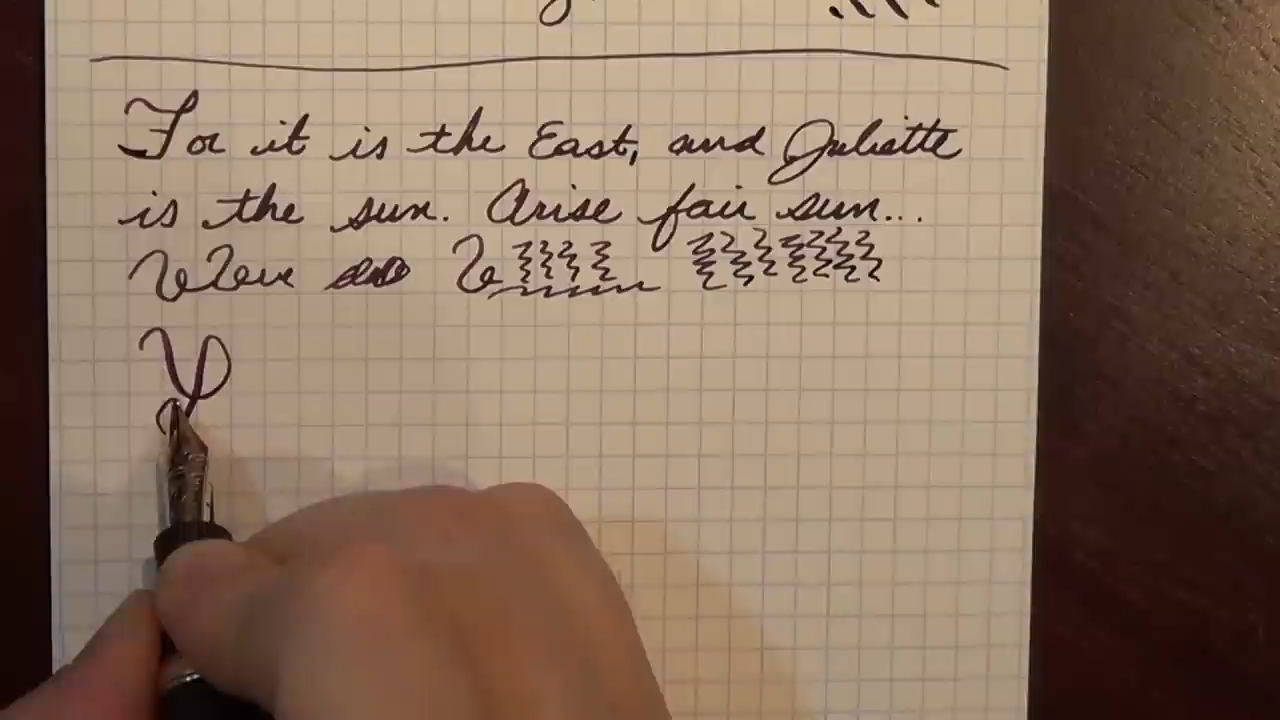 For it is the East, and Juliette
is the sun. Arise fair sun...